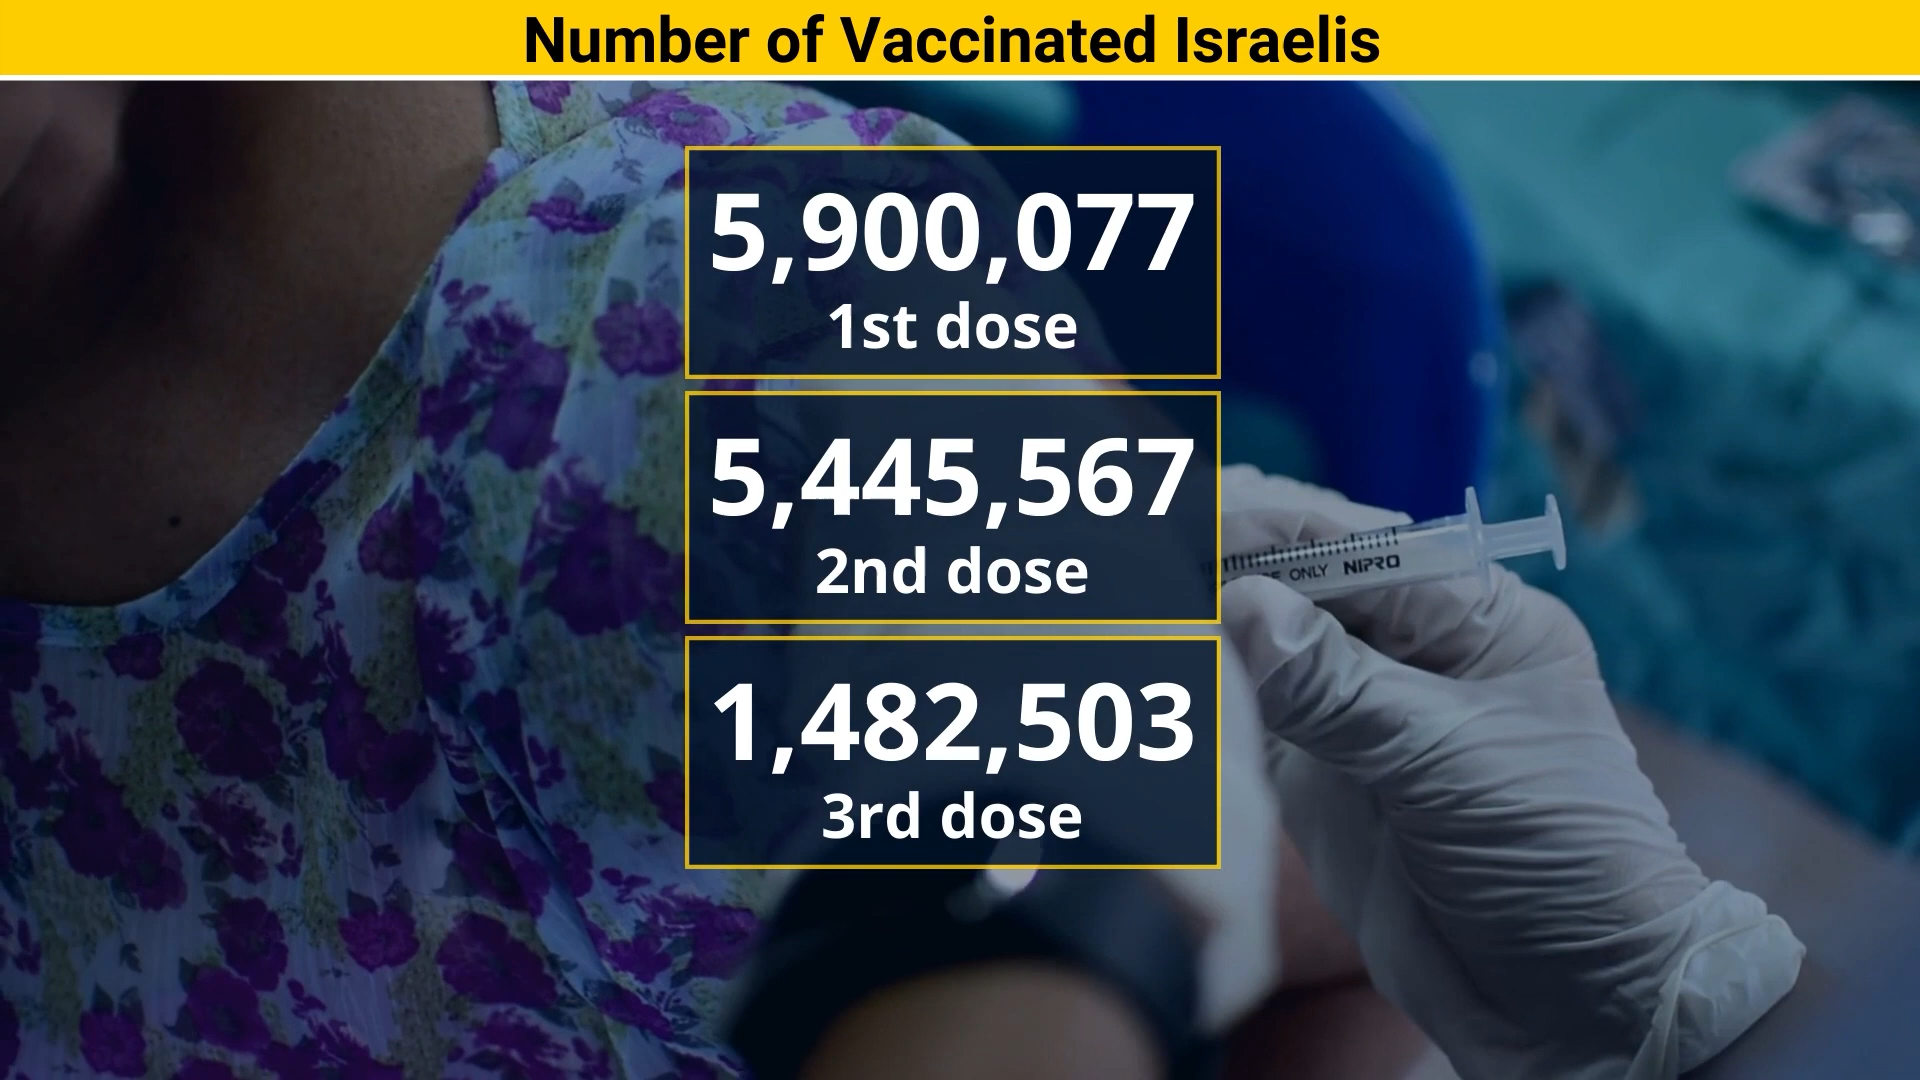 Number of Vaccinated Israelis
5,900,077
1st dose
5,445,567
2nd dose
1,482,503
3rd dose
ONLY NIPRO